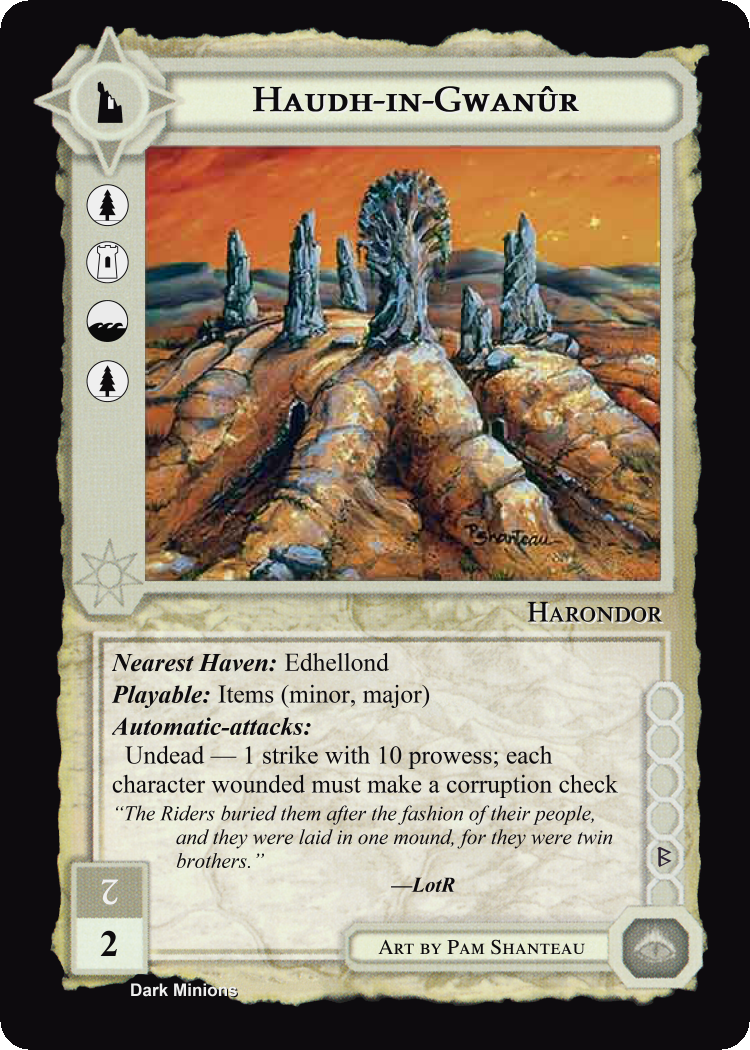 HAUDH-IN-GWANÛR
P. Shanteau
HARONDOR
Nearest Haven: Edhellond
Playable: Items (minor, major)
Automatic-attacks:
Undead — 1 strike with 10 prowess; each
character wounded must make a corruption check
“The Riders buried them after the fashion of their people,
and they were laid in one mound, for they were twin
brothers.”
—LotR
2
2
ART BY PAM SHANTEAU
Dark Minions